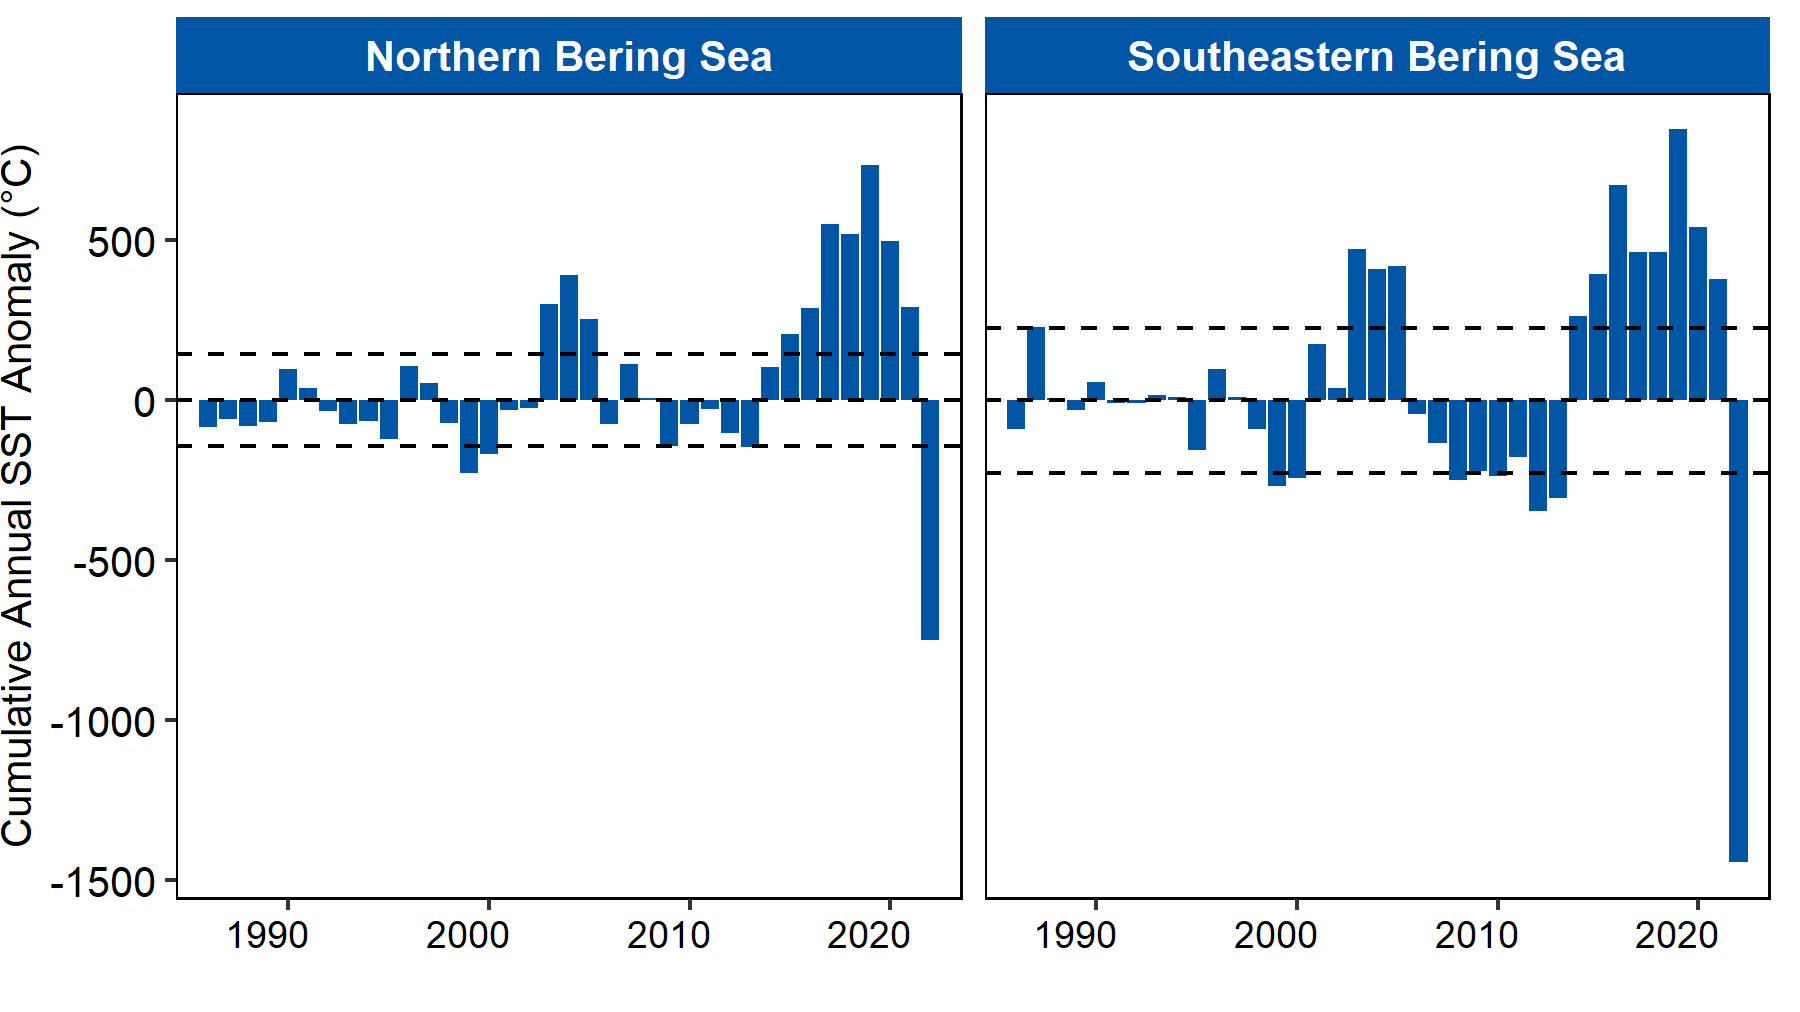 Northern Bering Sea
Southeastern Bering Sea
Cumulative Annual SST Anomaly (°C)
500
0
-500
-1000
-1500
1990 2000 2010 2020
1990 2000 2010 2020